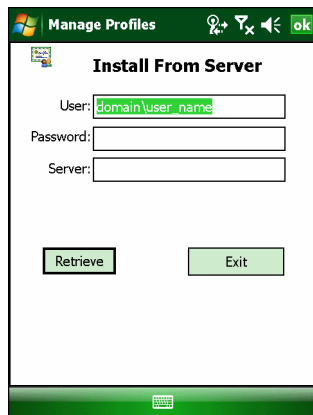 Manage Profiles ok
Install From Server
User: domain\user_name
Password:
Server:
Retrieve Exit